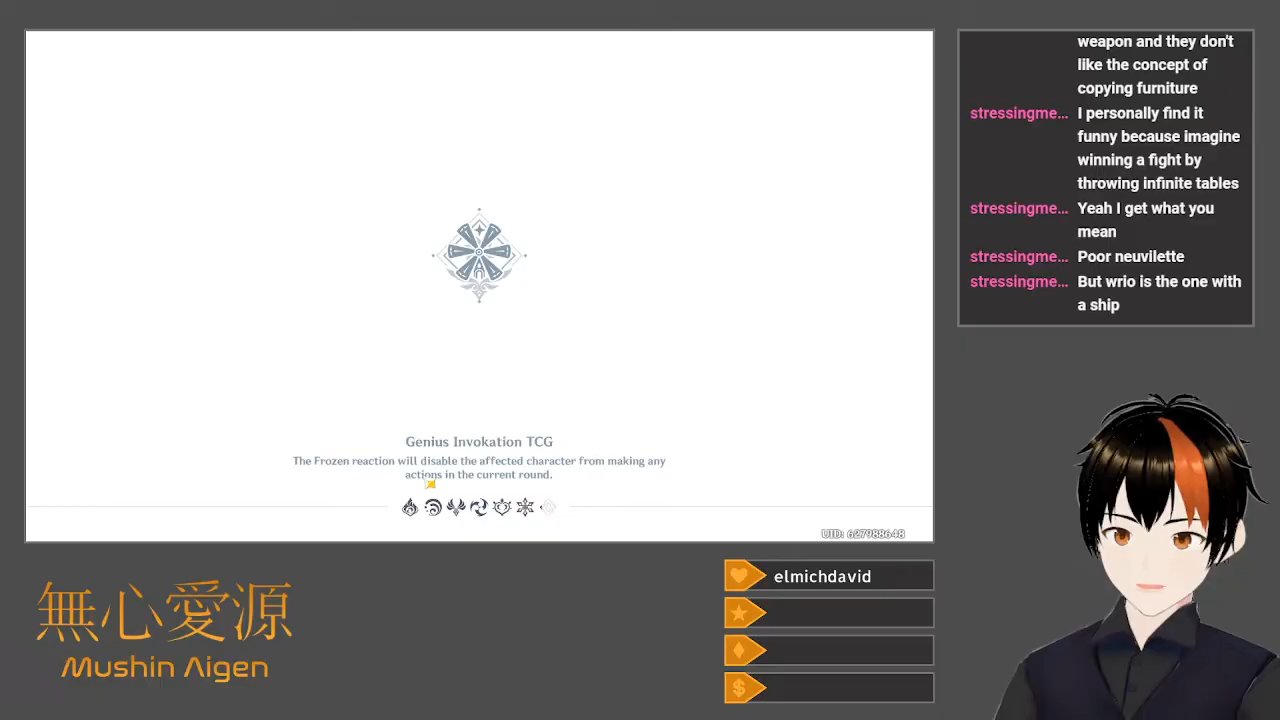 weapon and they don't
like the concept of
copying furniture
stressingme... I personally find it
funny because imagine
winning a fight by
throwing infinite tables
stressingme... Yeah I get what you
mean
stressingme... Poor neuvilette
stressingme... But wrio is the one with
a ship
Genius Invokation TCG
The Frozen reaction will disable the affected character from making any
actions in the current round.
UID: 627988648
elmichdavid
無心愛源
Mushin Aigen